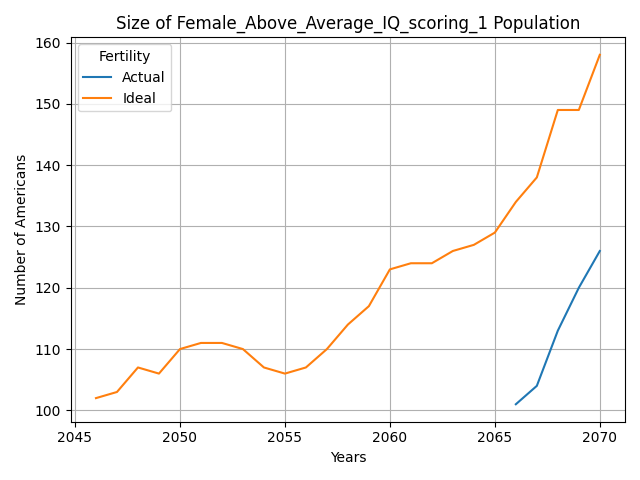 Size of Female_Above_Average_IQ_scoring_1 Population
Fertility
Actual
Ideal
Number of Americans
160
150
140
130
120
110
100
2045
2050
2055
2060
2065
2070
Years